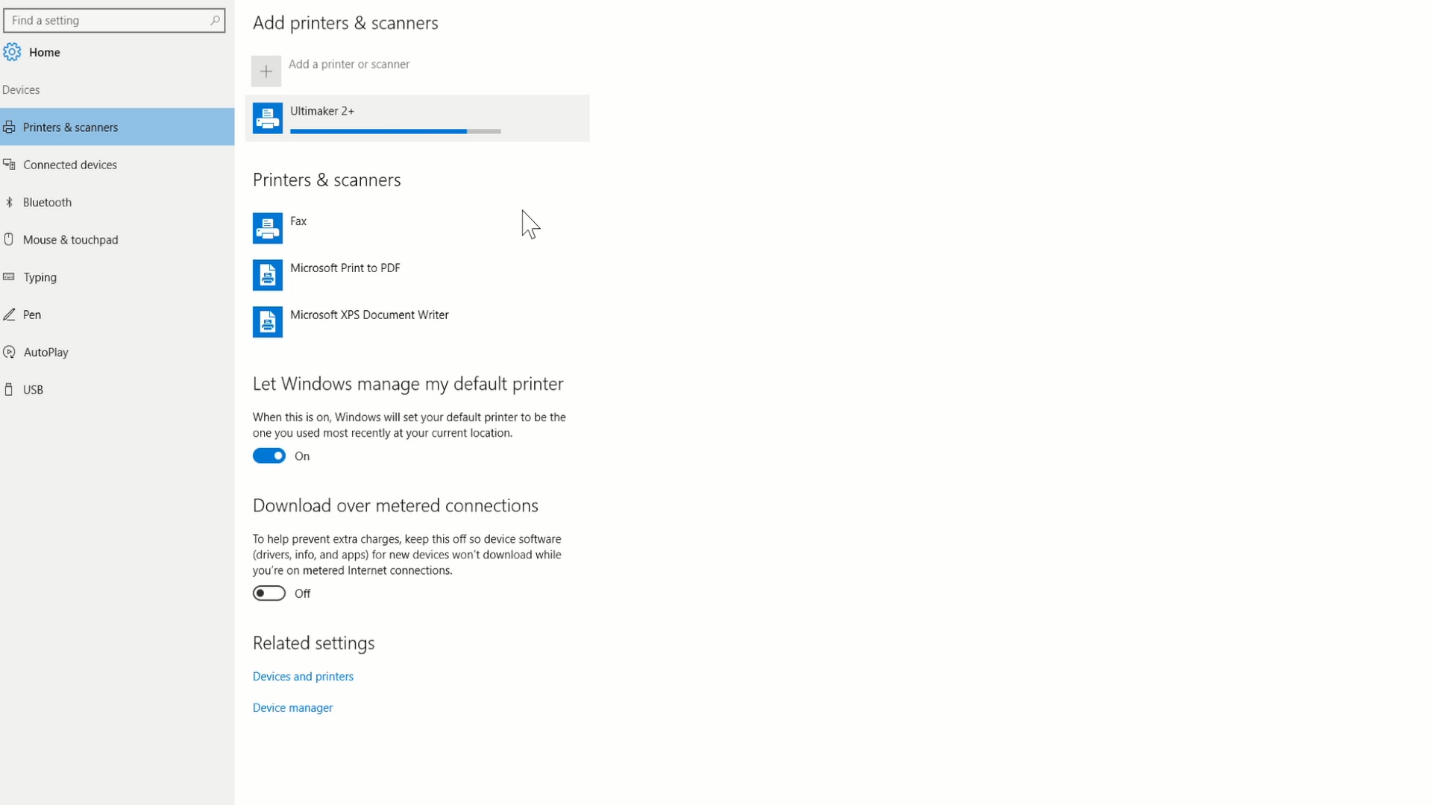 Find a setting
Home
Devices
Printers & scanners
Connected devices
Bluetooth
Mouse & touchpad
Typing
Pen
AutoPlay
USB
Add printers & scanners
Add a printer or scanner
Ultimaker 2+
Printers & scanners
Fax
Microsoft Print to PDF
Microsoft XPS Document Writer
Let Windows manage my default printer
When this is on, Windows will set your default printer to be the
one you used most recently at your current location.
On
Download over metered connections
To help prevent extra charges, keep this off so device software
(drivers, info, and apps) for new devices won't download while
you're on metered Internet connections.
Off
Related settings
Devices and printers
Device manager